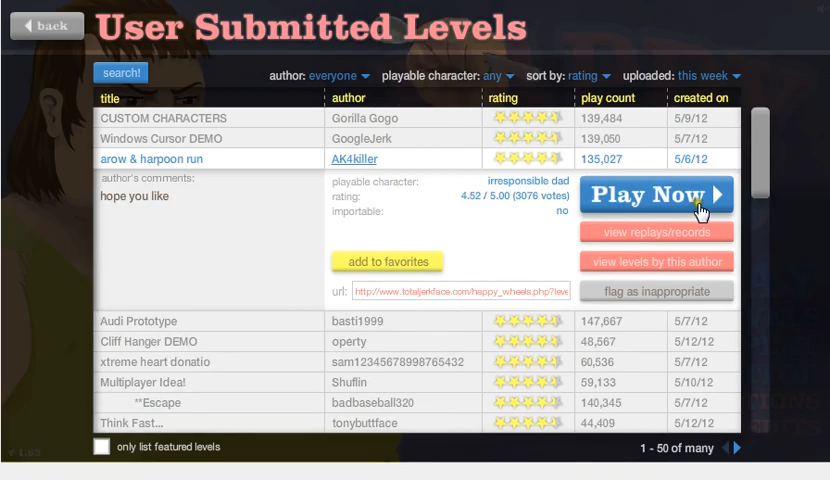 back
User Submitted Levels
search!
author: everyone playable character: any sort by: rating uploaded: this week
title author rating play count created on
CUSTOM CHARACTERS Gorilla Gogo 139,484 5/9/12
Windows Cursor DEMO GoogleJerk 139,050 5/7/12
arow & harpoon run AK4killer 135,027 5/6/12
author's comments:
hope you like
playable character: irresponsible dad
rating: 4.52 / 5.00 (3076 votes)
importable: no
Play Now
view replays/records
add to favorites
view levels by this author
url: http://www.totaljerkface.com/happy_wheels.php?leve
flag as inappropriate
Audi Prototype basti1999 147,667 5/7/12
Cliff Hanger DEMO operty 48,567 5/12/12
xtreme heart donatio sam12345678998765432 60,536 5/7/12
Multiplayer Idea! Shuflin 59,133 5/10/12
**Escape badbaseball320 140,345 5/7/12
Think Fast... tonybuttface 44,409 5/12/12
only list featured levels
1 - 50 of many